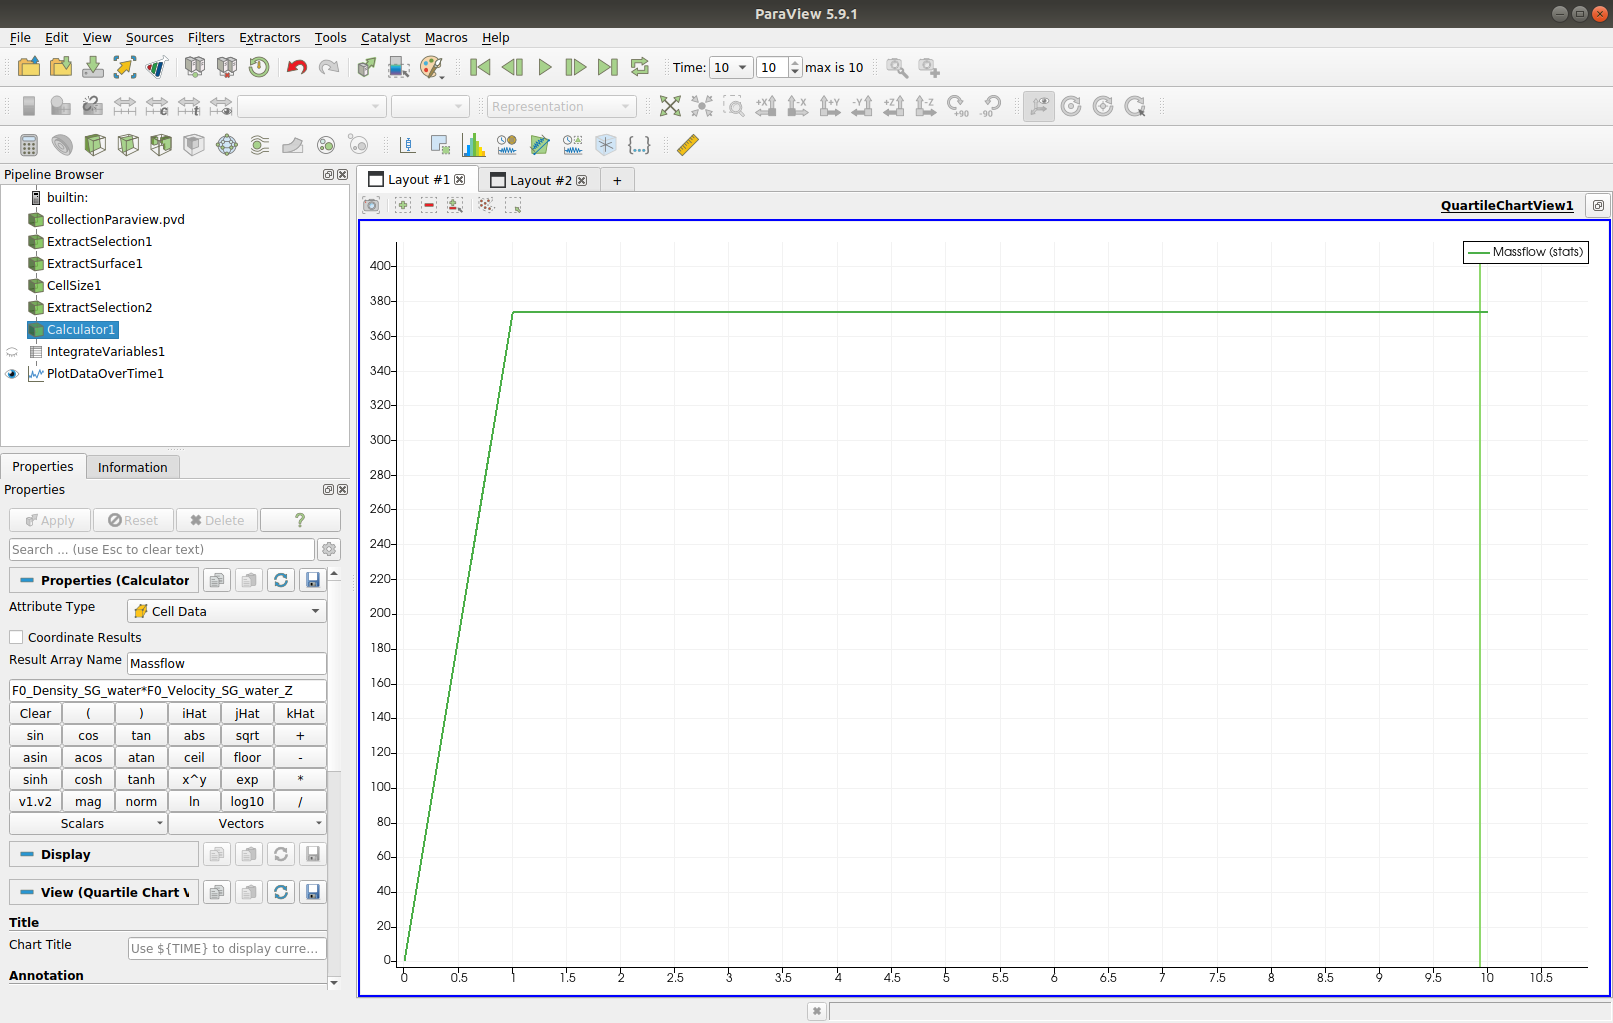 ParaView 5.9.1
File Edit View Sources Filters Extractors Tools Catalyst Macros Help
Time: 10 10 max is 10
Representation
+X -X +Y -Y +Z -Z +90 -90
Pipeline Browser
builtin:
collectionParaview.pvd
ExtractSelection1
ExtractSurface1
CellSize1
ExtractSelection2
Calculator1
IntegrateVariables1
PlotDataOverTime1
Properties Information
Properties
Apply Reset Delete ?
Search ... (use Esc to clear text)
Properties (Calculator
Attribute Type Cell Data
Coordinate Results
Result Array Name Massflow
F0_Density_SG_water*F0_Velocity_SG_water_Z
Clear ( ) iHat jHat kHat
sin cos tan abs sqrt +
asin acos atan ceil floor -
sinh cosh tanh x^y exp *
v1.v2 mag norm ln log10 /
Scalars Vectors
Display
View (Quartile Chart V
Title
Chart Title Use ${TIME} to display curre...
Annotation
Layout #1 Layout #2 +
QuartileChartView1
Massflow (stats)
400
380
360
340
320
300
280
260
240
220
200
180
160
140
120
100
80
60
40
20
0
0 0.5 1 1.5 2 2.5 3 3.5 4 4.5 5 5.5 6 6.5 7 7.5 8 8.5 9 9.5 10 10.5